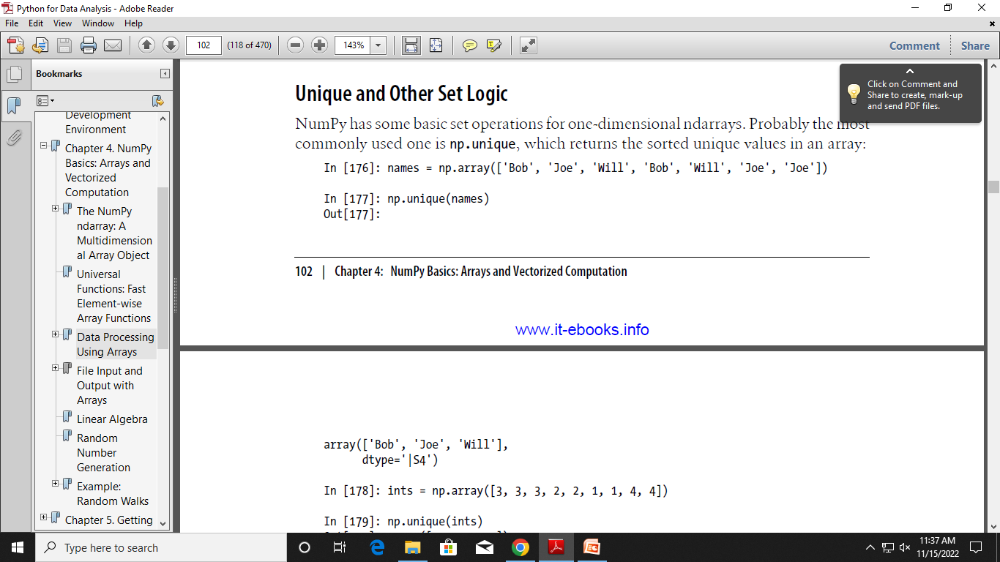 Python for Data Analysis - Adobe Reader
File Edit View Window Help
102 (118 of 470) 143% Comment Share
Bookmarks
Development
Environment
Chapter 4. NumPy
Basics: Arrays and
Vectorized
Computation
The NumPy
ndarray: A
Multidimension
al Array Object
Universal
Functions: Fast
Element-wise
Array Functions
Data Processing
Using Arrays
File Input and
Output with
Arrays
Linear Algebra
Random
Number
Generation
Example:
Random Walks
Chapter 5. Getting
Click on Comment and
Share to create, mark-up
and send PDF files.
Unique and Other Set Logic
NumPy has some basic set operations for one-dimensional ndarrays. Probably the most
commonly used one is np.unique, which returns the sorted unique values in an array:
In [176]: names = np.array(['Bob', 'Joe', 'Will', 'Bob', 'Will', 'Joe', 'Joe'])
In [177]: np.unique(names)
Out[177]:
102 | Chapter 4: NumPy Basics: Arrays and Vectorized Computation
www.it-ebooks.info
array(['Bob', 'Joe', 'Will'],
dtype='|S4')
In [178]: ints = np.array([3, 3, 3, 2, 2, 1, 1, 4, 4])
In [179]: np.unique(ints)
Type here to search
11:37 AM
11/15/2022